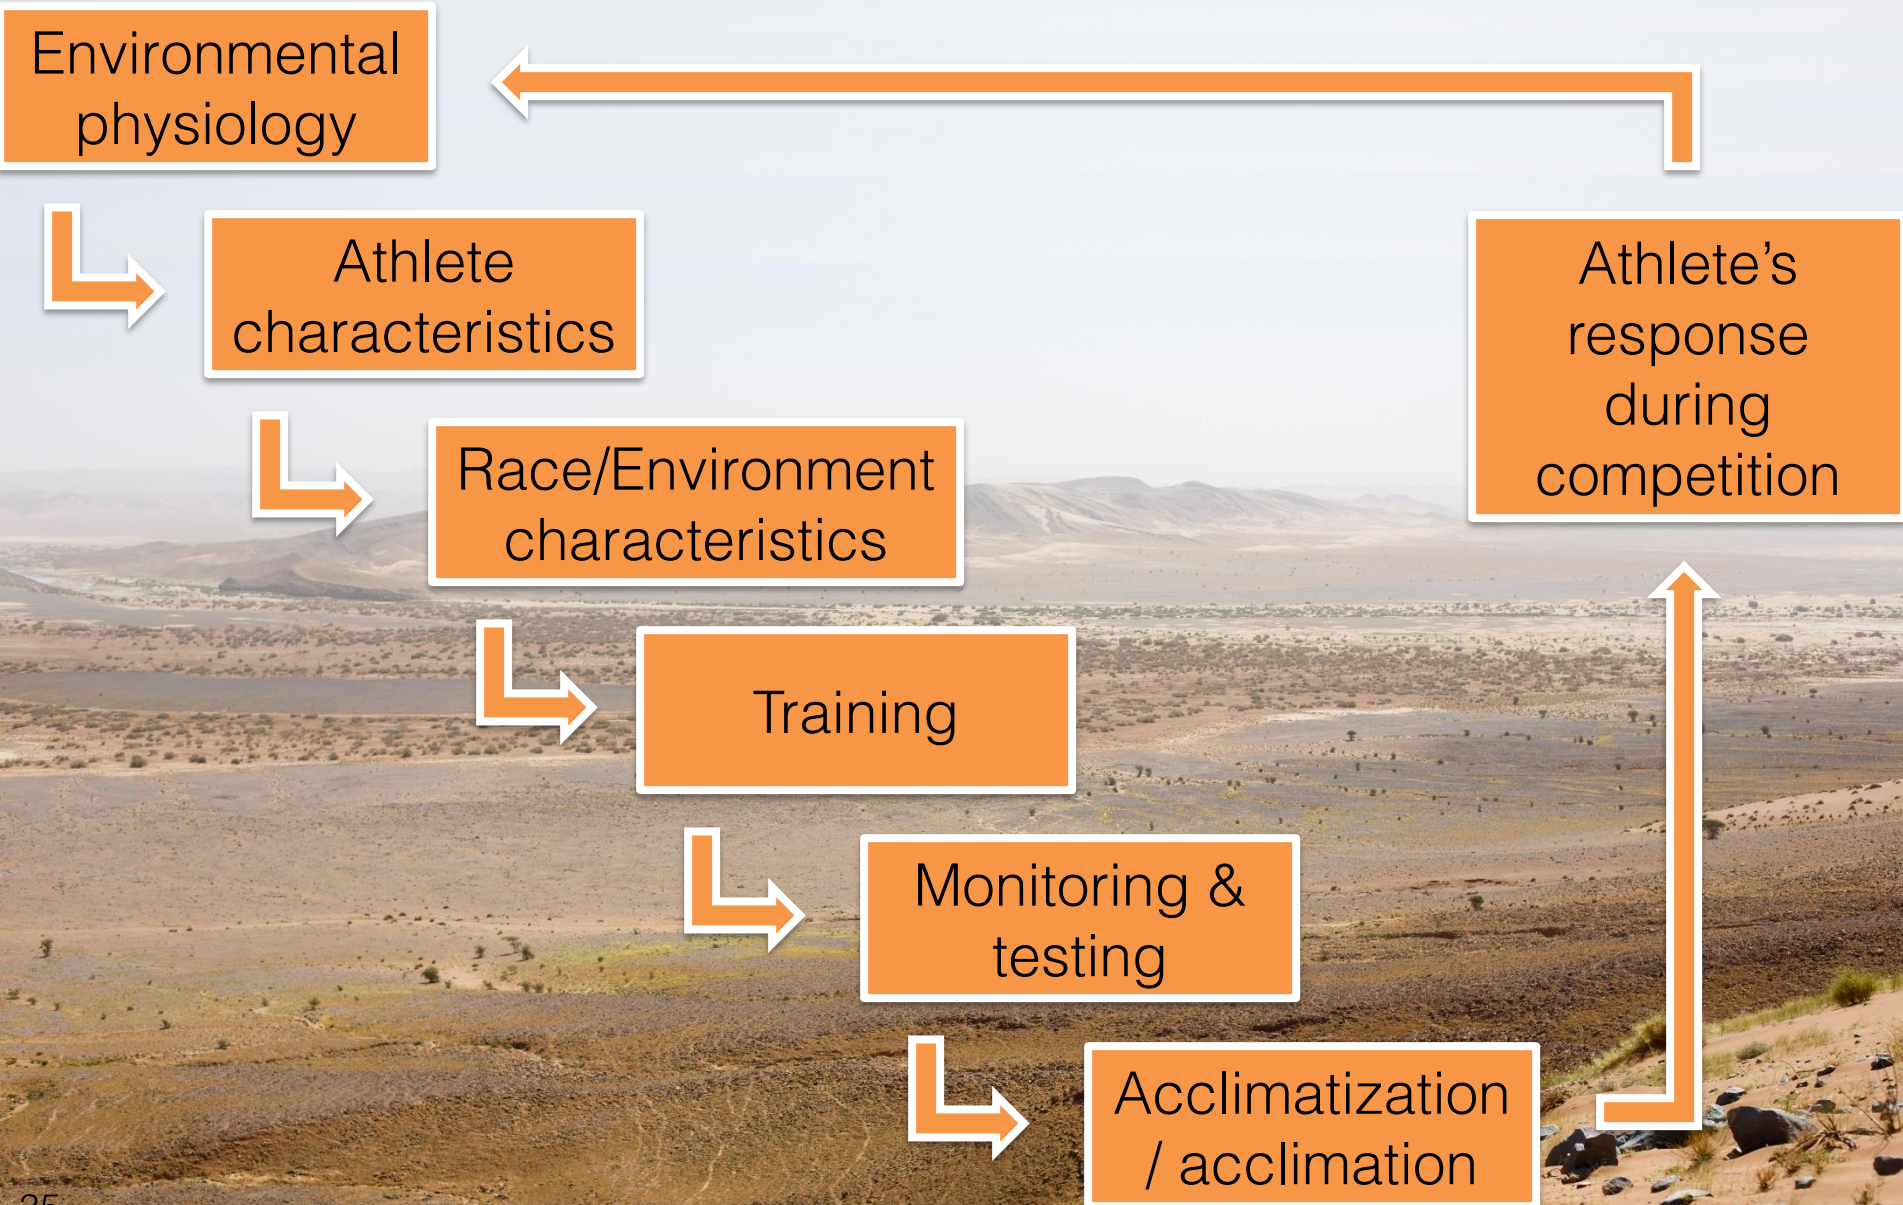 Environmental
physiology
Athlete
characteristics
Race/Environment
characteristics
Training
Monitoring &
testing
Acclimatization
/ acclimation
Athlete’s
response
during
competition